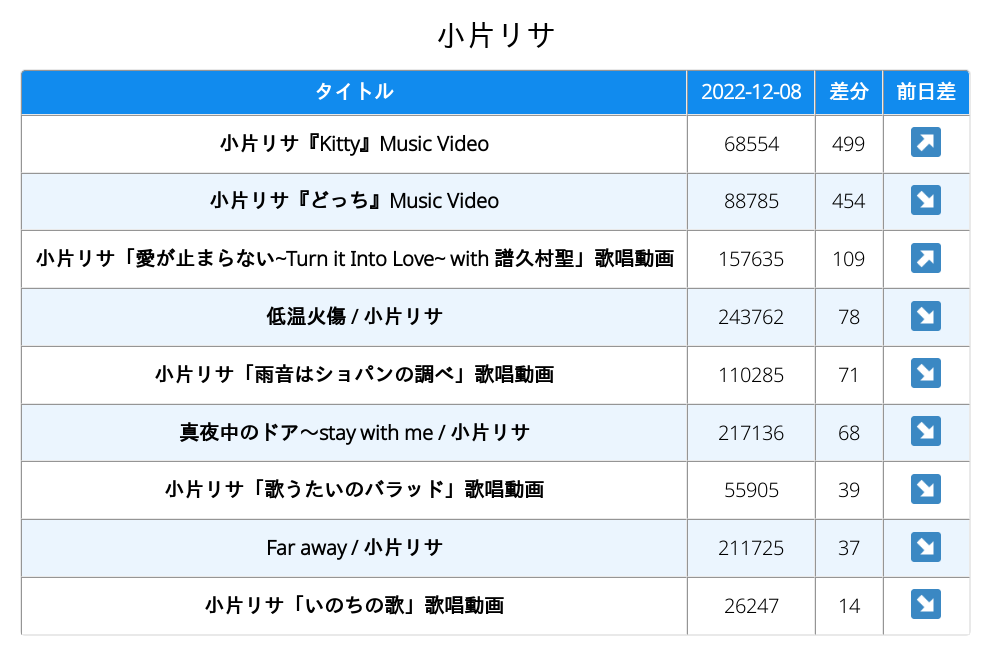 小片リサ
タイトル 2022-12-08 差分 前日差
小片リサ『Kitty』Music Video 68554 499 ↗
小片リサ『どっち』Music Video 88785 454 ↘
小片リサ「愛が止まらない~Turn it Into Love~ with 譜久村聖」歌唱動画 157635 109 ↗
低温火傷 / 小片リサ 243762 78 ↘
小片リサ「雨音はショパンの調べ」歌唱動画 110285 71 ↘
真夜中のドア～stay with me / 小片リサ 217136 68 ↘
小片リサ「歌うたいのバラッド」歌唱動画 55905 39 ↘
Far away / 小片リサ 211725 37 ↘
小片リサ「いのちの歌」歌唱動画 26247 14 ↘